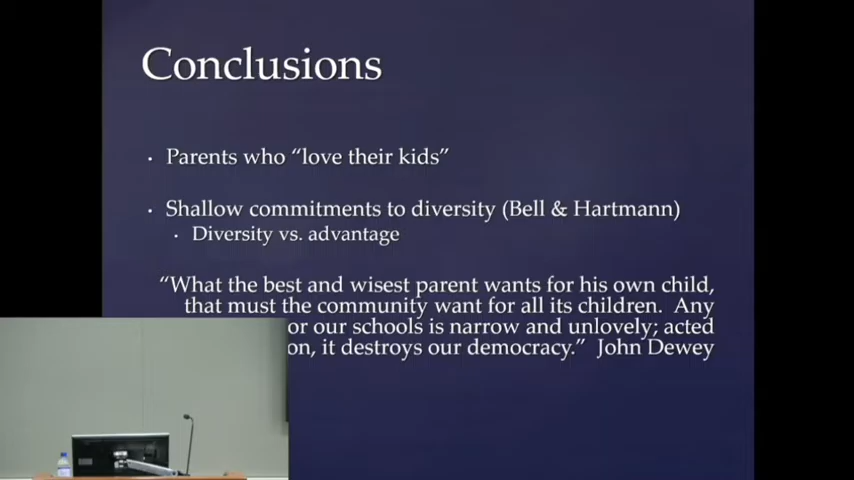 Conclusions
Parents who “love their kids”
Shallow commitments to diversity (Bell & Hartmann)
Diversity vs. advantage
“What the best and wisest parent wants for his own child,
that must the community want for all its children. Any
or our schools is narrow and unlovely; acted
on, it destroys our democracy.” John Dewey